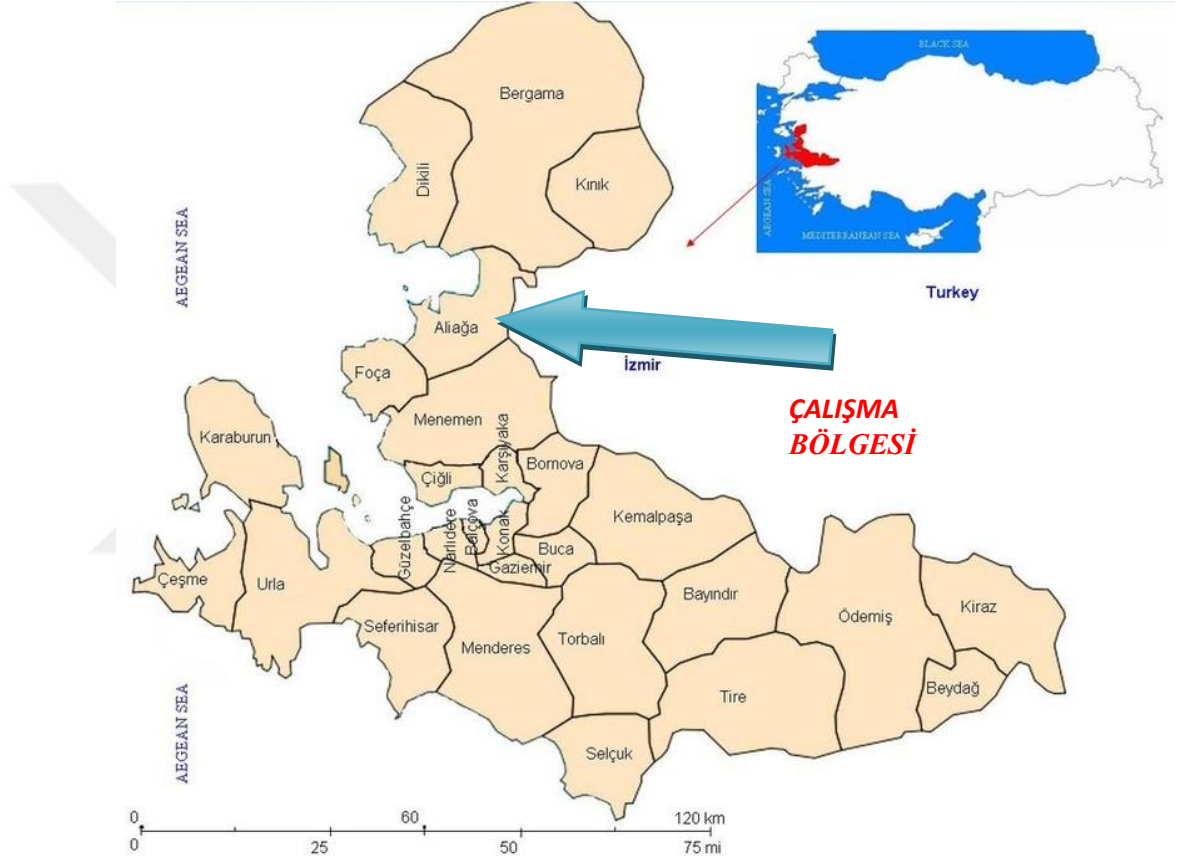 BLACK SEA
Bergama
Dikili
Kınık
AEGEAN SEA
AEGEAN SEA
MEDITERRANEAN SEA
Turkey
Aliağa
İzmir
Foça
ÇALIŞMA
BÖLGESİ
Menemen
Karaburun
Karşıyaka
Bornova
Çiğli
Güzelbahçe
Narlıdere
Balçova
Konak
Kemalpaşa
Buca
Gaziemir
Çeşme
Urla
Bayındır
Kiraz
Ödemiş
Seferihisar
Menderes
Torbalı
Beydağ
Tire
AEGEAN SEA
Selçuk
0 60 120 km
0 25 50 75 mi